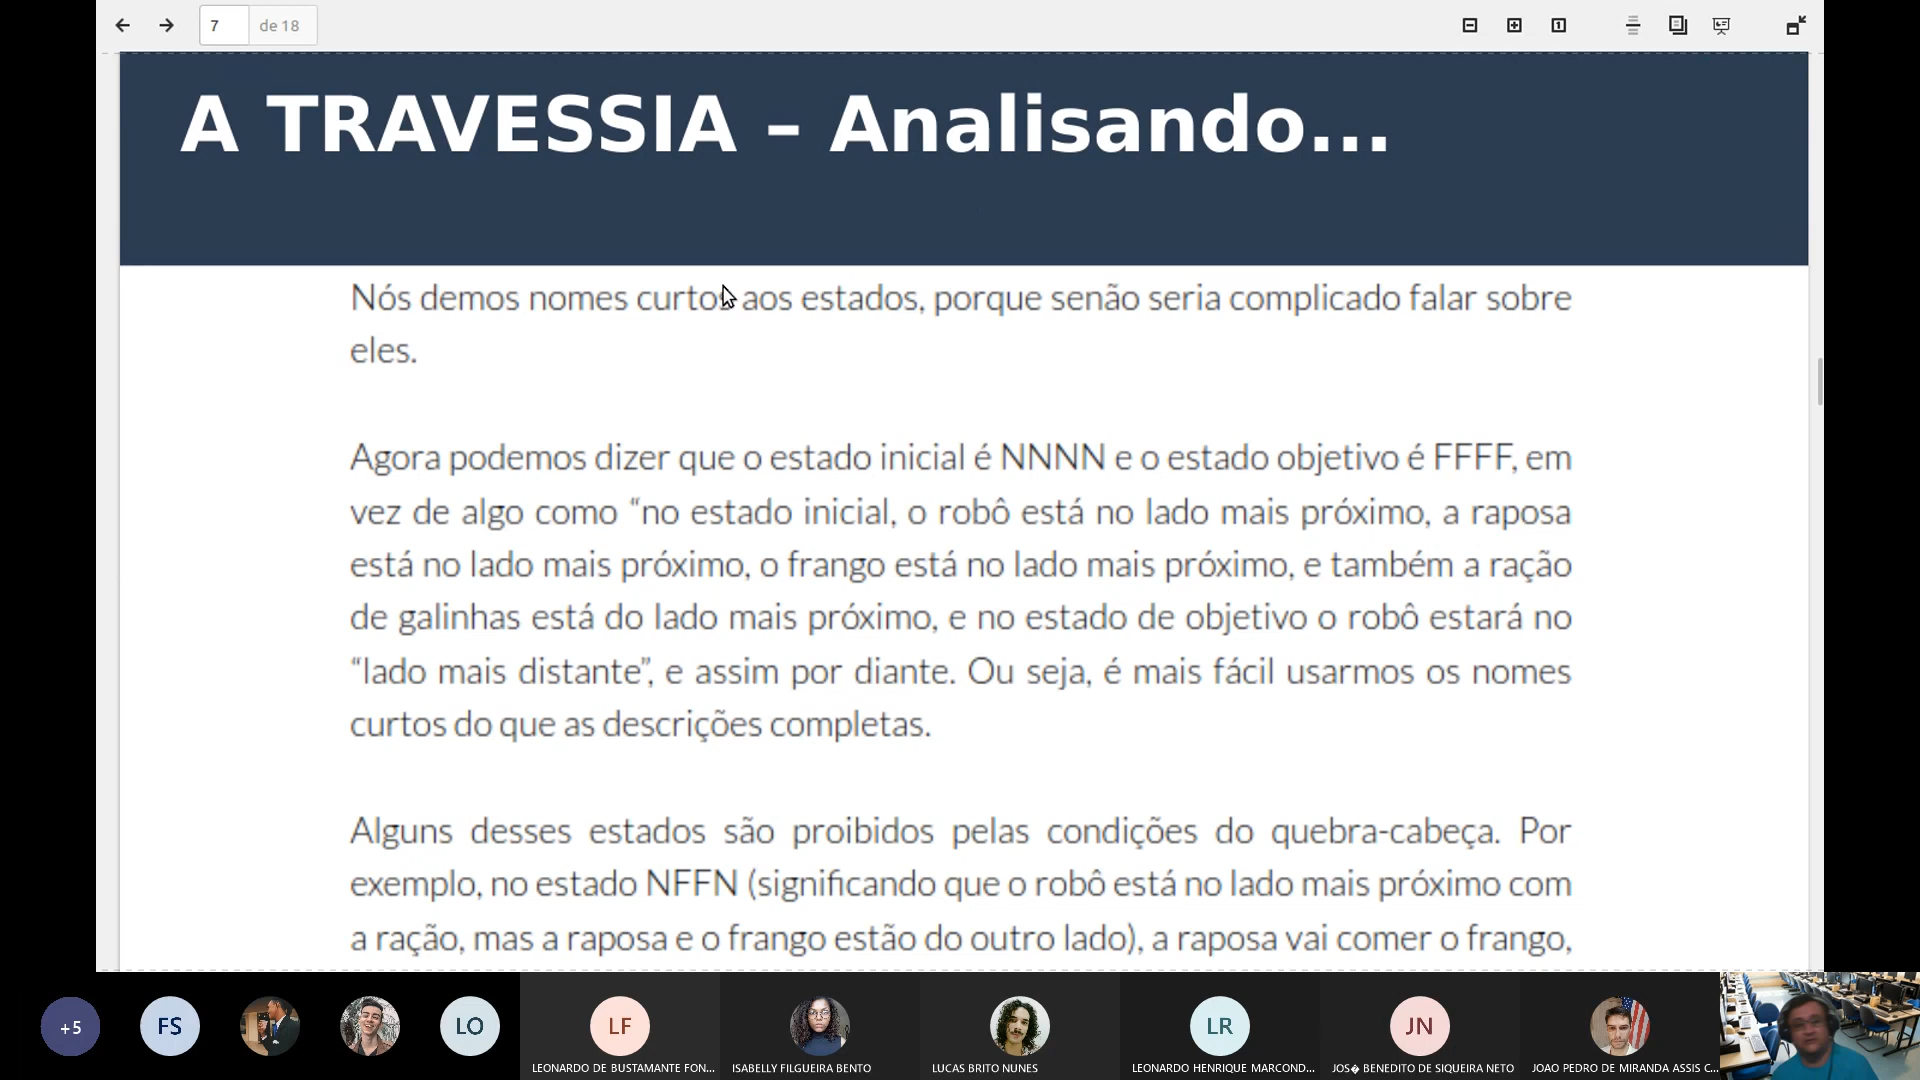 7 de 18
A TRAVESSIA – Analisando...
Nós demos nomes curtos aos estados, porque senão seria complicado falar sobre
eles.
Agora podemos dizer que o estado inicial é NNNN e o estado objetivo é FFFF, em
vez de algo como “no estado inicial, o robô está no lado mais próximo, a raposa
está no lado mais próximo, o frango está no lado mais próximo, e também a ração
de galinhas está do lado mais próximo, e no estado de objetivo o robô estará no
“lado mais distante”, e assim por diante. Ou seja, é mais fácil usarmos os nomes
curtos do que as descrições completas.
Alguns desses estados são proibidos pelas condições do quebra-cabeça. Por
exemplo, no estado NFFN (significando que o robô está no lado mais próximo com
a ração, mas a raposa e o frango estão do outro lado), a raposa vai comer o frango,
+5 FS LO LF LR JN
LEONARDO DE BUSTAMANTE FON... ISABELLY FILGUEIRA BENTO LUCAS BRITO NUNES LEONARDO HENRIQUE MARCOND... JOS� BENEDITO DE SIQUEIRA NETO JOAO PEDRO DE MIRANDA ASSIS C...